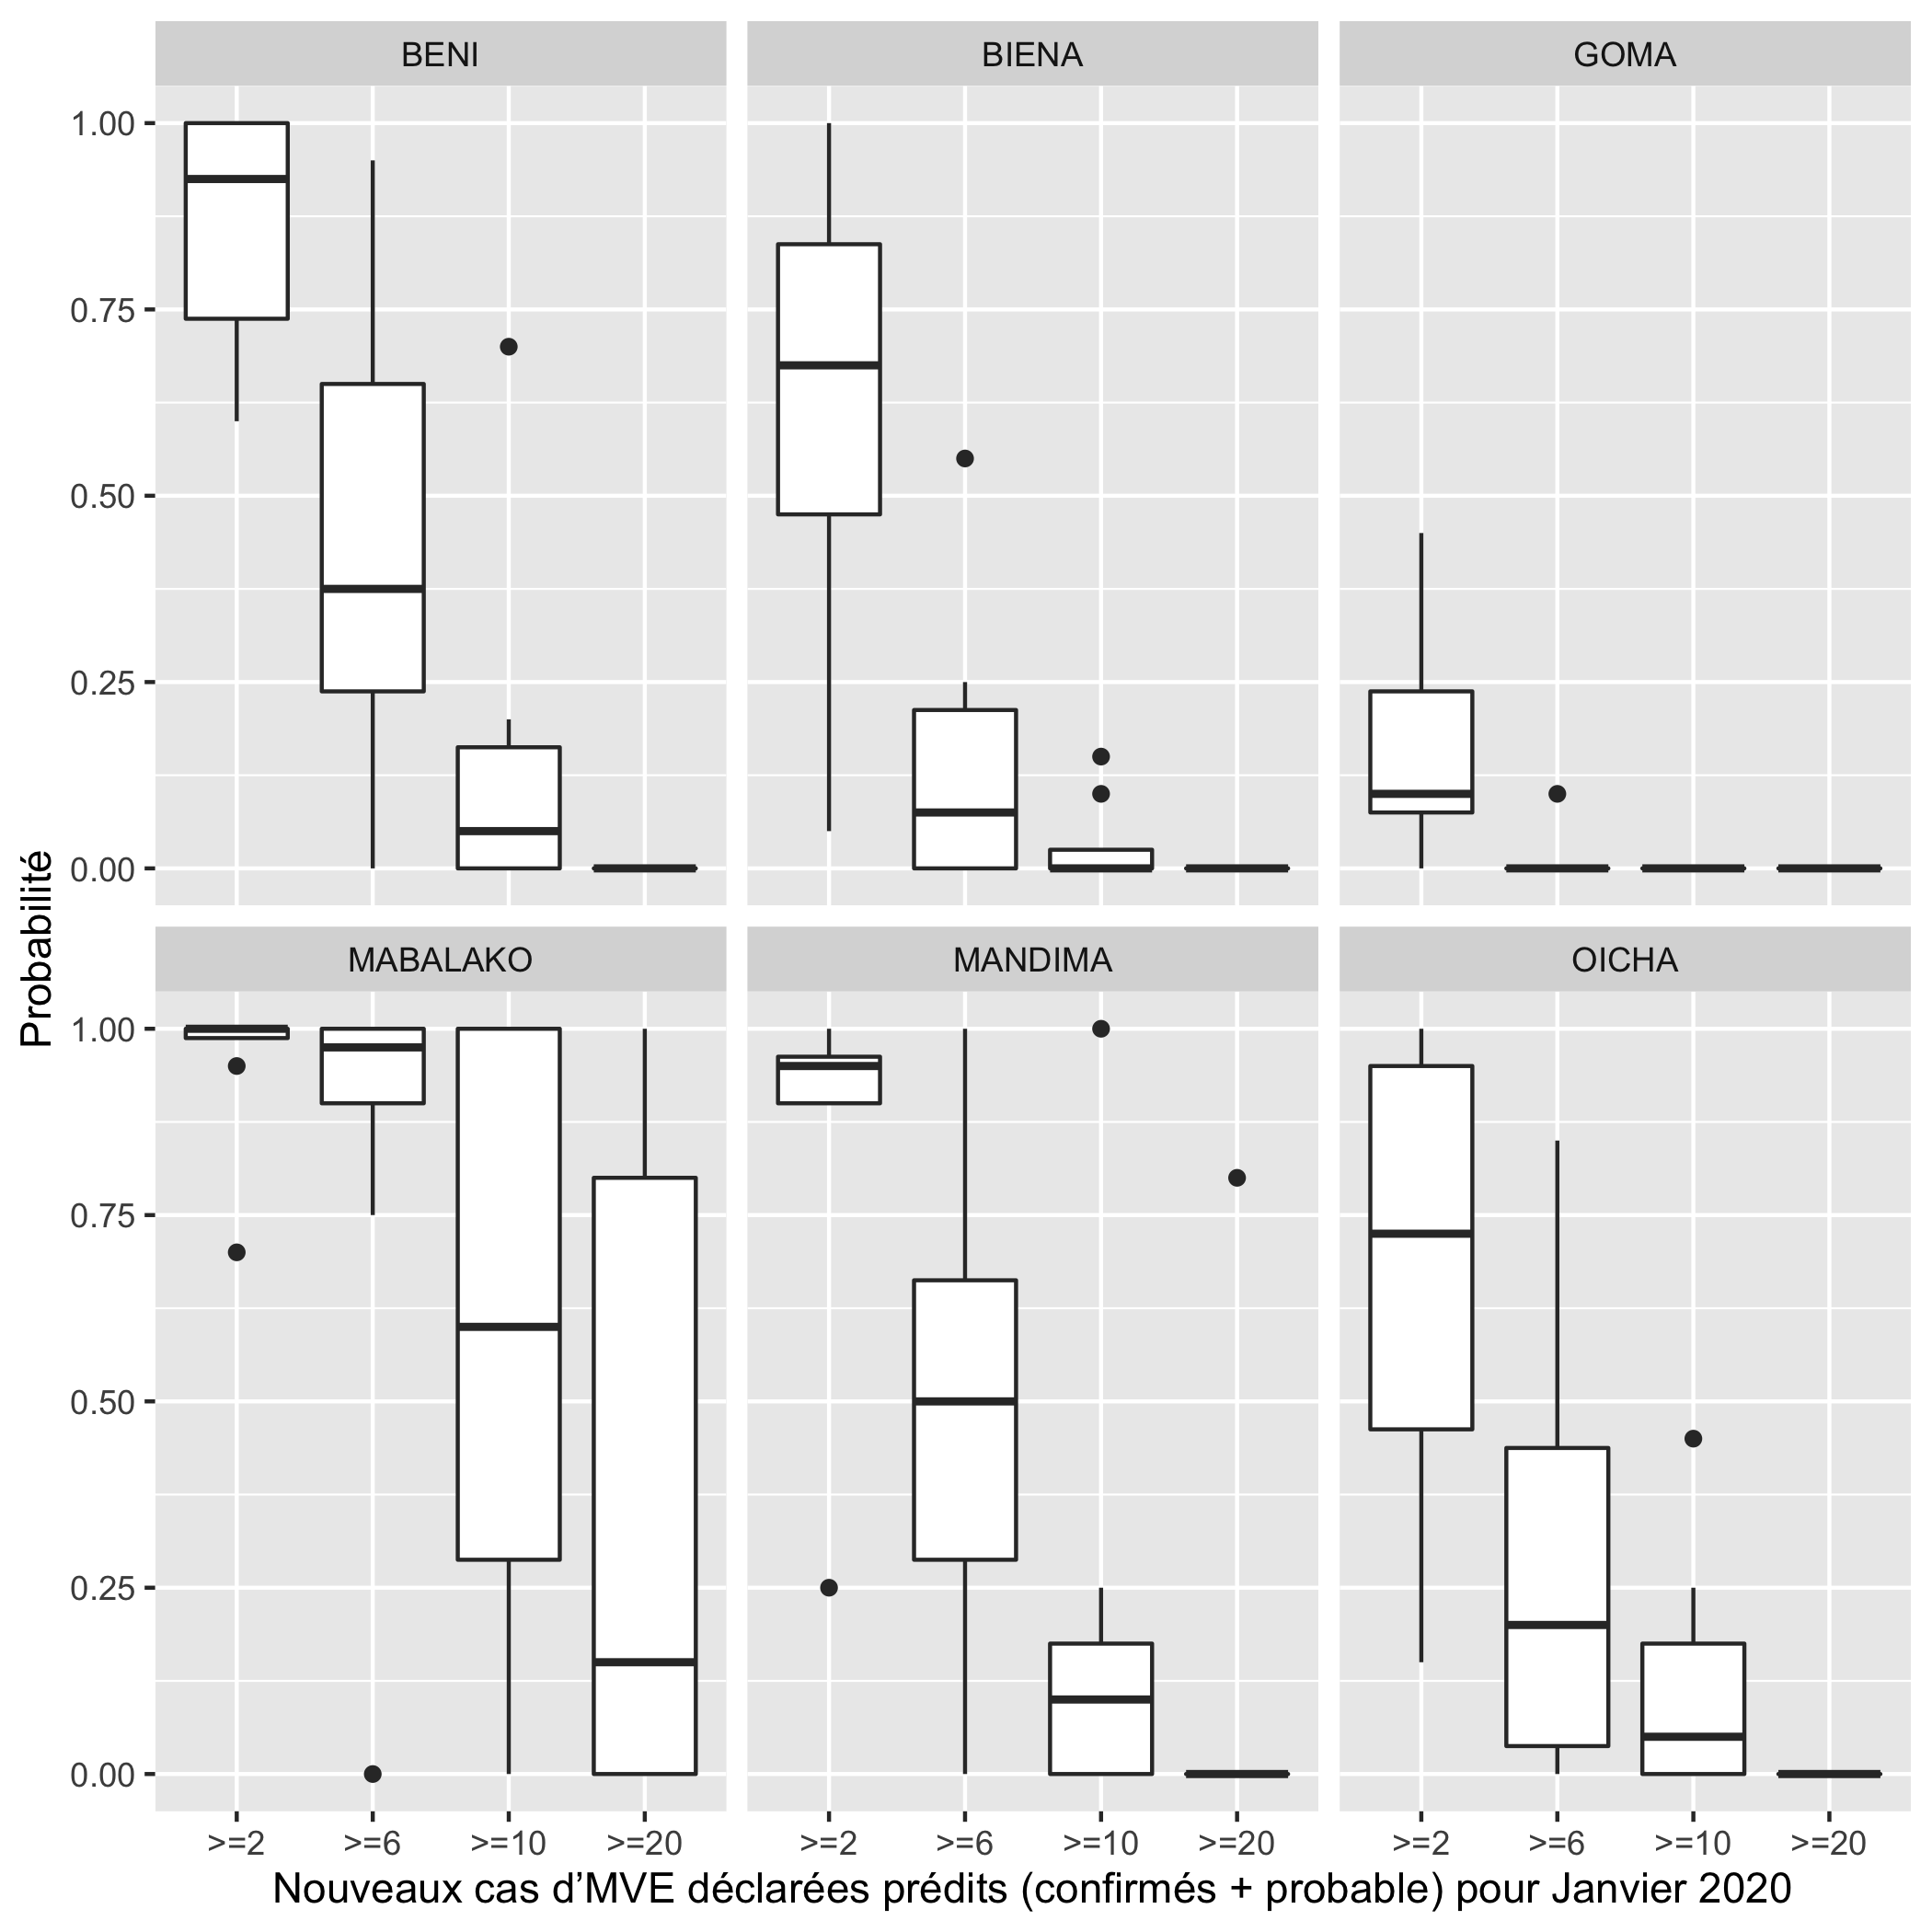 BENI BIENA GOMA
1.00
0.75
0.50
0.25
0.00
Probabilité
MABALAKO MANDIMA OICHA
1.00
0.75
0.50
0.25
0.00
>=2 >=6 >=10 >=20 >=2 >=6 >=10 >=20 >=2 >=6 >=10 >=20
Nouveaux cas d’MVE déclarées prédits (confirmés + probable) pour Janvier 2020